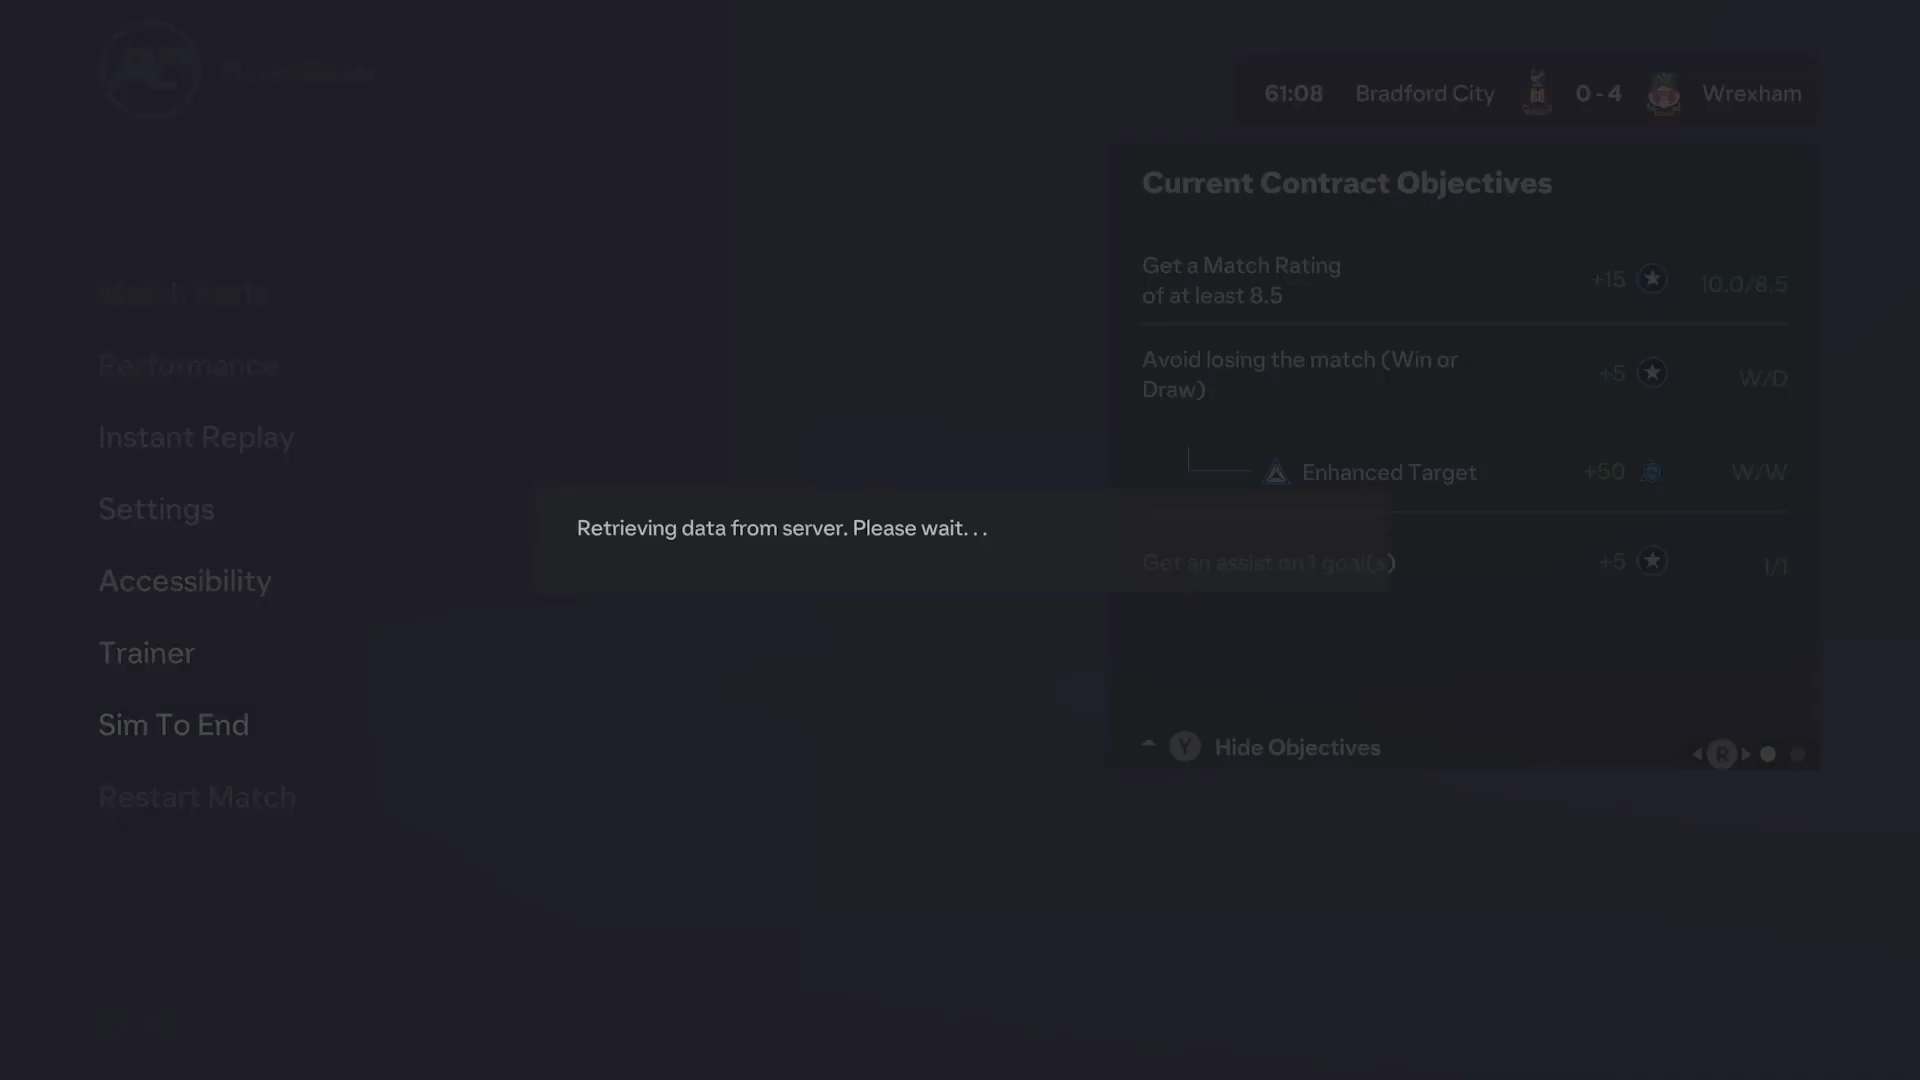 61:08 Bradford City 0 - 4 Wrexham
Current Contract Objectives
Get a Match Rating
of at least 8.5
+15 10.0/8.5
Avoid losing the match (Win or
Draw)
+5 W/D
Enhanced Target +50 W/W
Get an assist on 1 goal(s) +5 1/1
Y Hide Objectives
R
Match Facts
Performance
Instant Replay
Settings
Accessibility
Trainer
Sim To End
Restart Match
Retrieving data from server. Please wait. . .